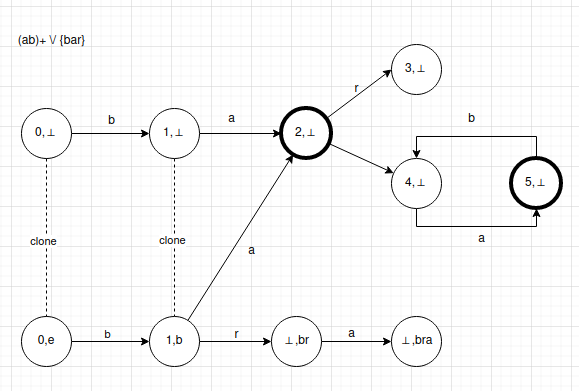 (ab)+ \/ {bar}
3,⊥
r
0,⊥
b
1,⊥
a
2,⊥
b
4,⊥
5,⊥
a
clone
clone
a
0,e
b
1,b
r
⊥,br
a
⊥,bra